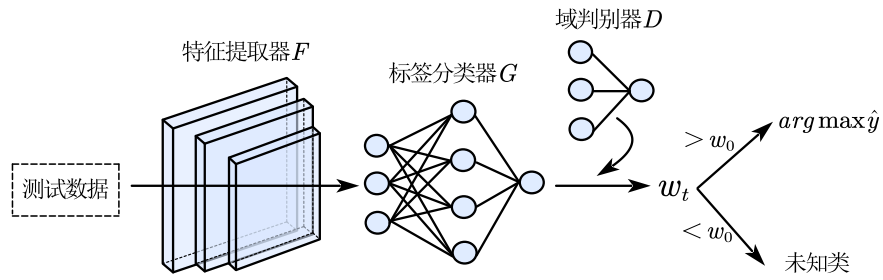 域判别器D
特征提取器F
标签分类器G
测试数据
w_t
> w_0
arg max ŷ
< w_0
未知类